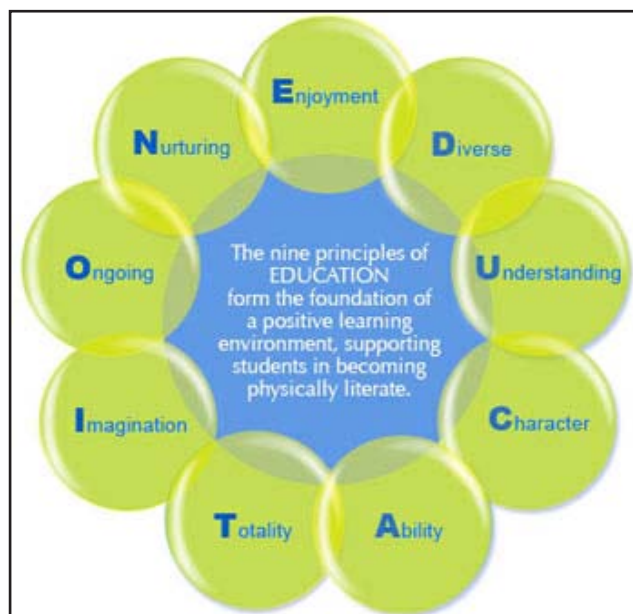 Enjoyment
Diverse
Understanding
Character
Ability
Totality
Imagination
Ongoing
Nurturing
The nine principles of
EDUCATION
form the foundation of
a positive learning
environment, supporting
students in becoming
physically literate.